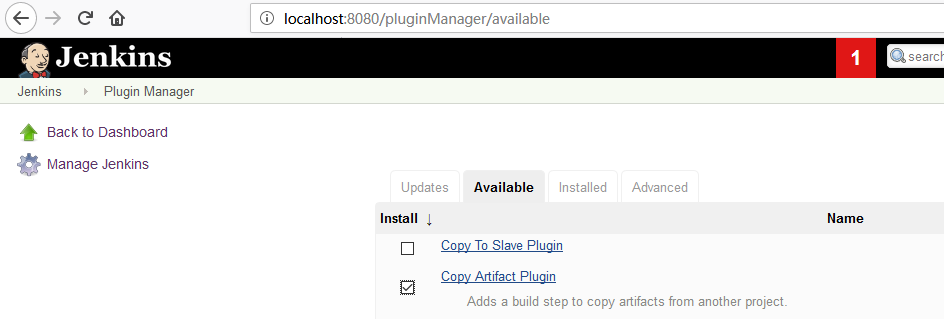 localhost:8080/pluginManager/available
Jenkins
1
search
Jenkins Plugin Manager
Back to Dashboard
Manage Jenkins
Updates Available Installed Advanced
Install ↓ Name
Copy To Slave Plugin
Copy Artifact Plugin
Adds a build step to copy artifacts from another project.